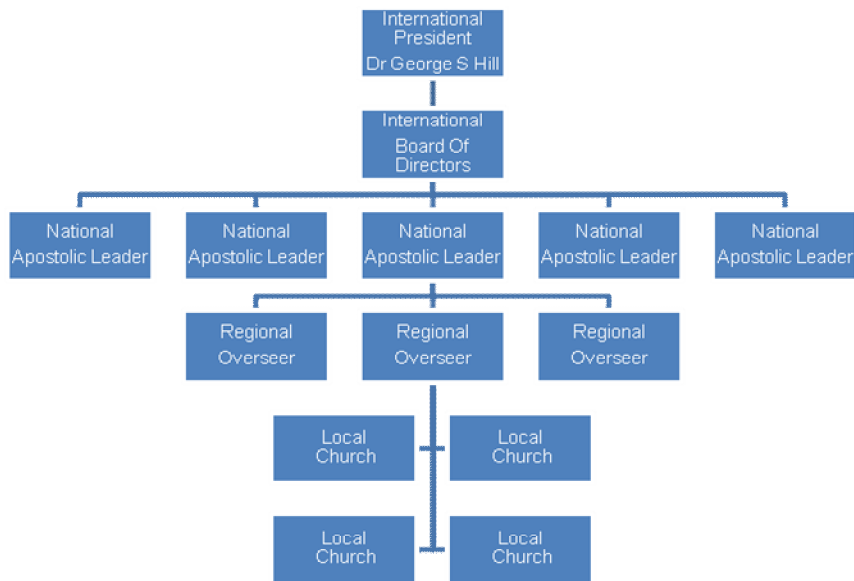 International
President
Dr George S Hill
International
Board Of
Directors
National
Apostolic Leader
National
Apostolic Leader
National
Apostolic Leader
National
Apostolic Leader
National
Apostolic Leader
Regional
Overseer
Regional
Overseer
Regional
Overseer
Local
Church
Local
Church
Local
Church
Local
Church